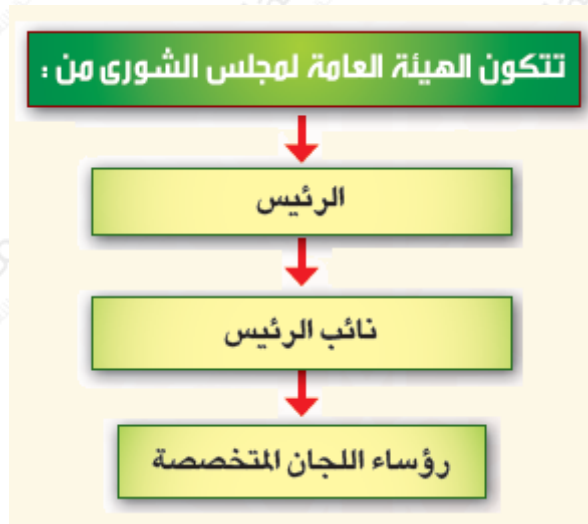 تتكون الهيئة العامة لمجلس الشورى من :
الرئيس
نائب الرئيس
رؤساء اللجان المتخصصة